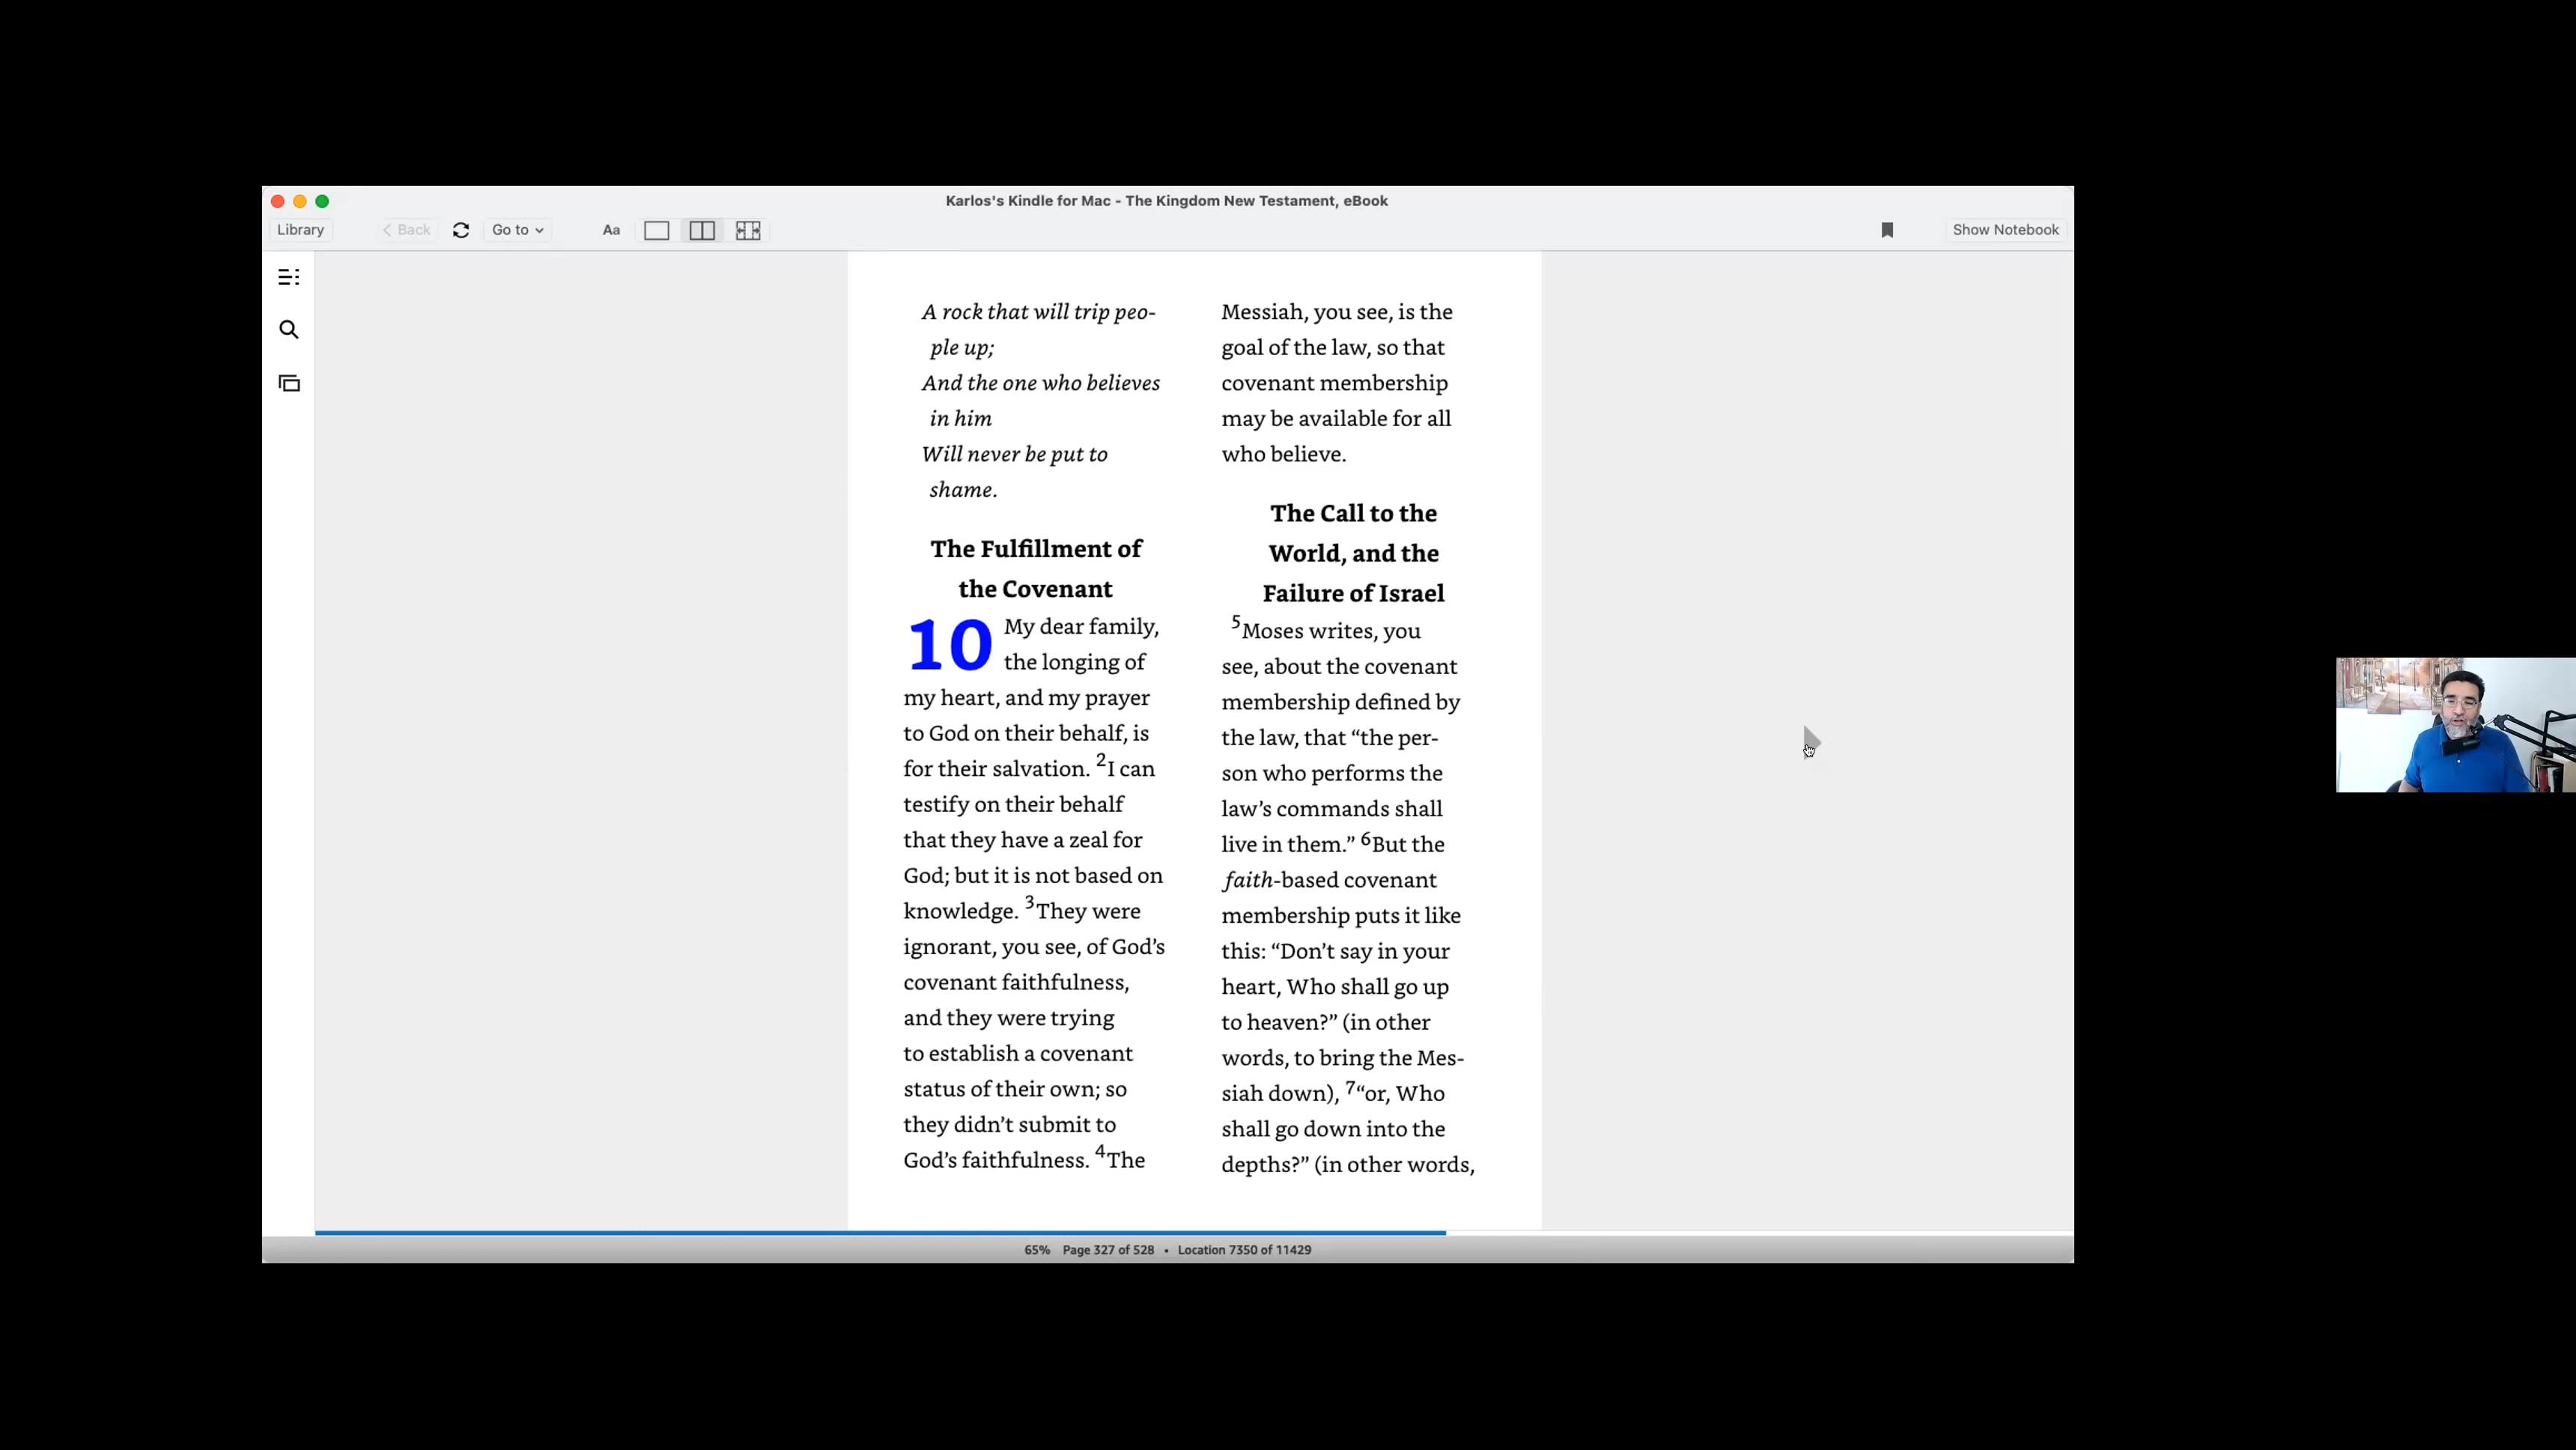 Karlos's Kindle for Mac - The Kingdom New Testament, eBook
Library
Back
Go to
Aa
Show Notebook
A rock that will trip peo-
ple up;
And the one who believes
in him
Will never be put to
shame.
The Fulfillment of
the Covenant
10 My dear family,
the longing of
my heart, and my prayer
to God on their behalf, is
for their salvation. 2I can
testify on their behalf
that they have a zeal for
God; but it is not based on
knowledge. 3They were
ignorant, you see, of God’s
covenant faithfulness,
and they were trying
to establish a covenant
status of their own; so
they didn’t submit to
God’s faithfulness. 4The
Messiah, you see, is the
goal of the law, so that
covenant membership
may be available for all
who believe.
The Call to the
World, and the
Failure of Israel
5Moses writes, you
see, about the covenant
membership defined by
the law, that “the per-
son who performs the
law’s commands shall
live in them.” 6But the
faith-based covenant
membership puts it like
this: “Don’t say in your
heart, Who shall go up
to heaven?” (in other
words, to bring the Mes-
siah down), 7“or, Who
shall go down into the
depths?” (in other words,
65% Page 327 of 528 • Location 7350 of 11429